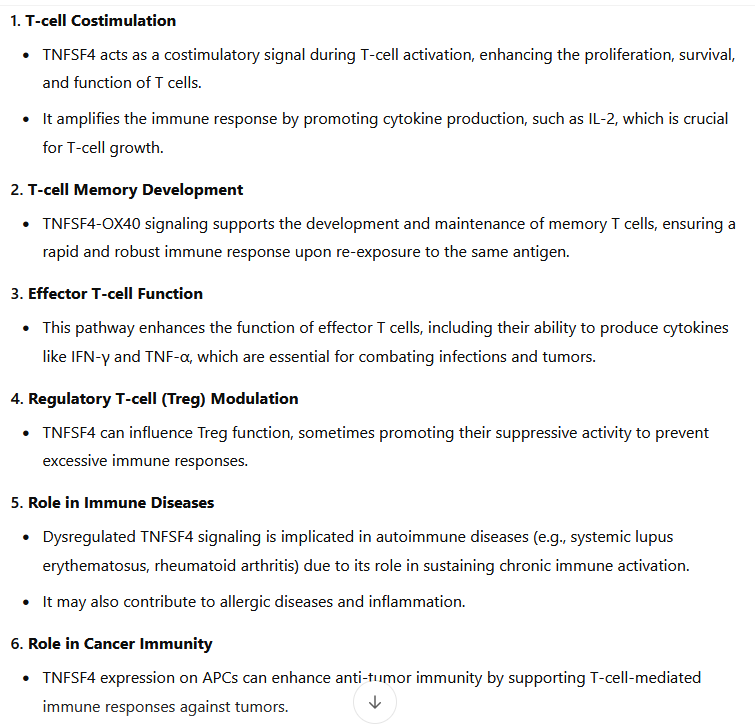 1. T-cell Costimulation
• TNFSF4 acts as a costimulatory signal during T-cell activation, enhancing the proliferation, survival,
and function of T cells.
• It amplifies the immune response by promoting cytokine production, such as IL-2, which is crucial
for T-cell growth.
2. T-cell Memory Development
• TNFSF4-OX40 signaling supports the development and maintenance of memory T cells, ensuring a
rapid and robust immune response upon re-exposure to the same antigen.
3. Effector T-cell Function
• This pathway enhances the function of effector T cells, including their ability to produce cytokines
like IFN-γ and TNF-α, which are essential for combating infections and tumors.
4. Regulatory T-cell (Treg) Modulation
• TNFSF4 can influence Treg function, sometimes promoting their suppressive activity to prevent
excessive immune responses.
5. Role in Immune Diseases
• Dysregulated TNFSF4 signaling is implicated in autoimmune diseases (e.g., systemic lupus
erythematosus, rheumatoid arthritis) due to its role in sustaining chronic immune activation.
• It may also contribute to allergic diseases and inflammation.
6. Role in Cancer Immunity
• TNFSF4 expression on APCs can enhance anti-tumor immunity by supporting T-cell-mediated
immune responses against tumors.